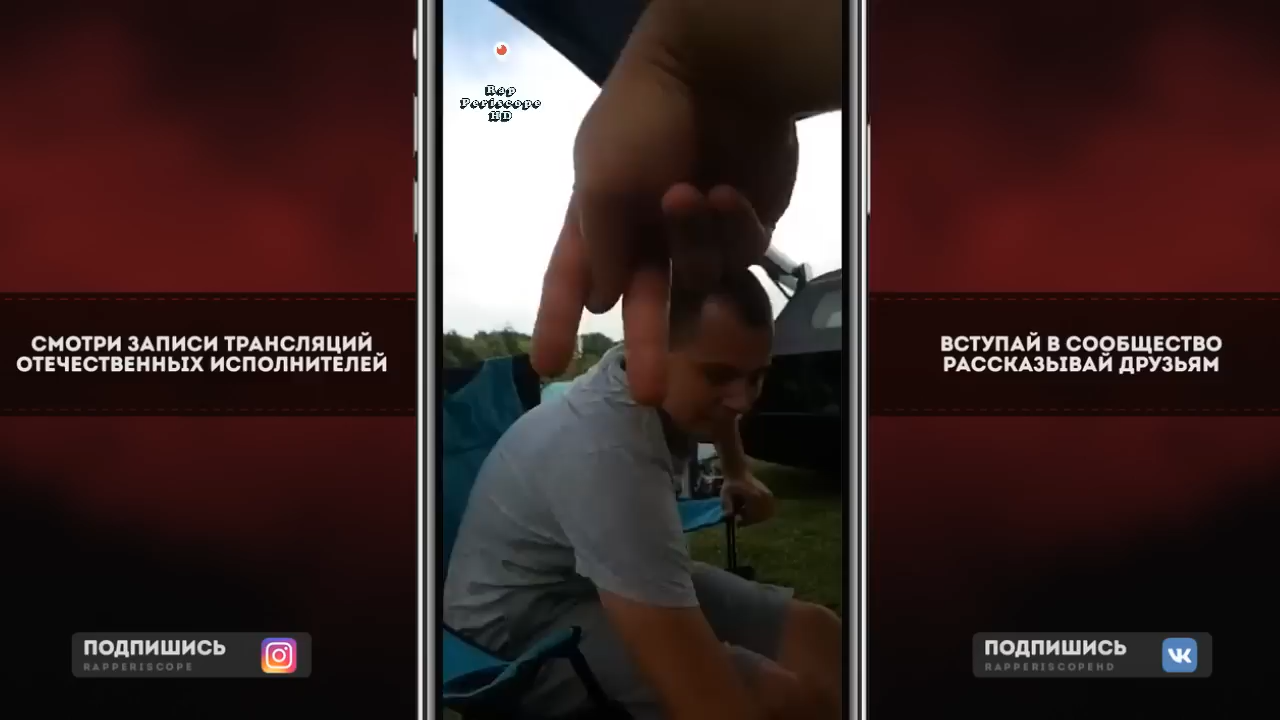 Rap
Periscope
HD
СМОТРИ ЗАПИСИ ТРАНСЛЯЦИЙ
ОТЕЧЕСТВЕННЫХ ИСПОЛНИТЕЛЕЙ
ВСТУПАЙ В СООБЩЕСТВО
РАССКАЗЫВАЙ ДРУЗЬЯМ
ПОДПИШИСЬ
RAPPERISCOPE
ПОДПИШИСЬ
RAPPERISCOPEHD